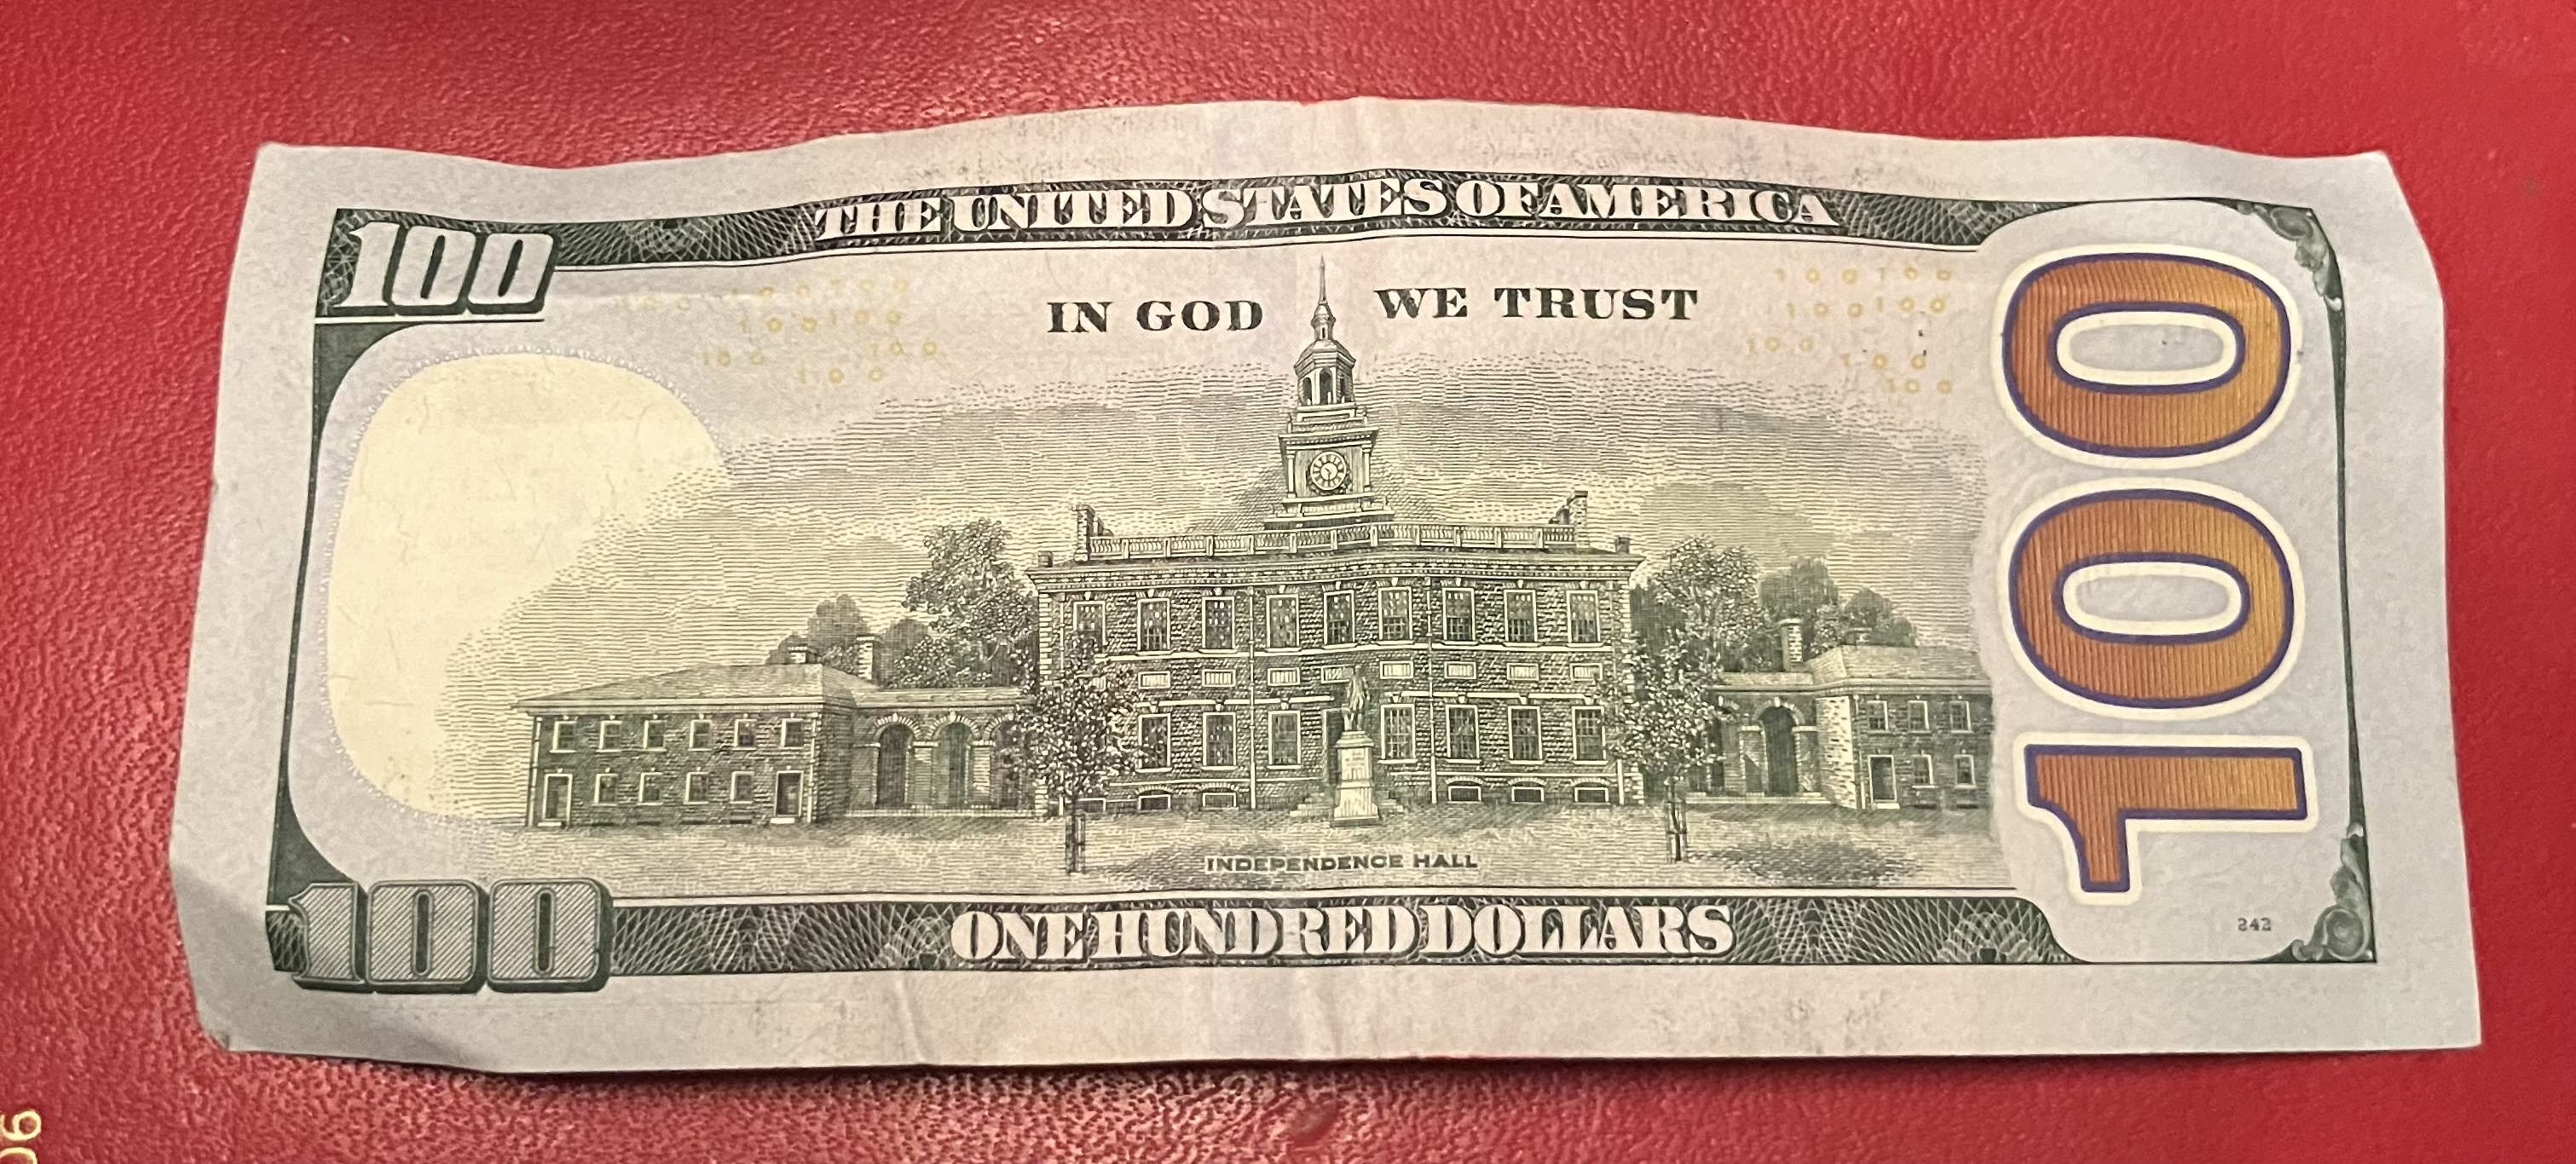 THE UNITED STATES OF AMERICA
100
IN GOD WE TRUST
100
INDEPENDENCE HALL
100
ONE HUNDRED DOLLARS
242